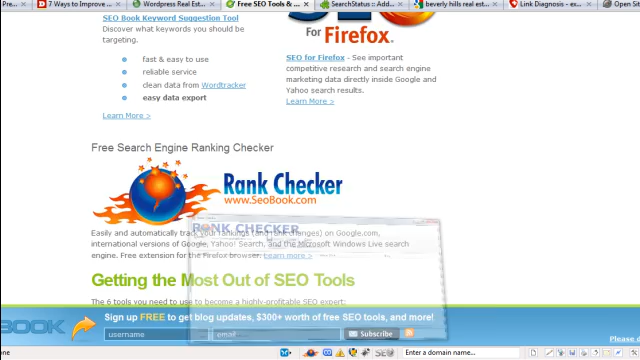 Pre...
7 Ways to Improve ...
Wordpress Real Est...
Free SEO Tools & ...
SearchStatus :: Add...
beverly hills real est...
Link Diagnosis - ex...
SEO Book Keyword Suggestion Tool
Discover what keywords you should be
targeting.
fast & easy to use
reliable service
clean data from Wordtracker
easy data export
Learn More >
For Firefox.
SEO for Firefox - See important
competitive research and search engine
marketing data directly inside Google and
Yahoo search results.
Learn More >
Free Search Engine Ranking Checker
Rank Checker
www.SeoBook.com
RANK CHECKER
Easily and automatically track your rankings (and rank changes) on Google.com,
international versions of Google, Yahoo! Search, and the Microsoft Windows Live search
engine. Free extension for the Firefox browser. Learn more >
Getting the Most Out of SEO Tools
The 6 tools you need to use to become a highly-profitable SEO expert:
BOOK
Sign up FREE to get blog updates, $300+ worth of free SEO tools, and more!
username
email
Subscribe
Please
one
SEO
Enter a domain name...